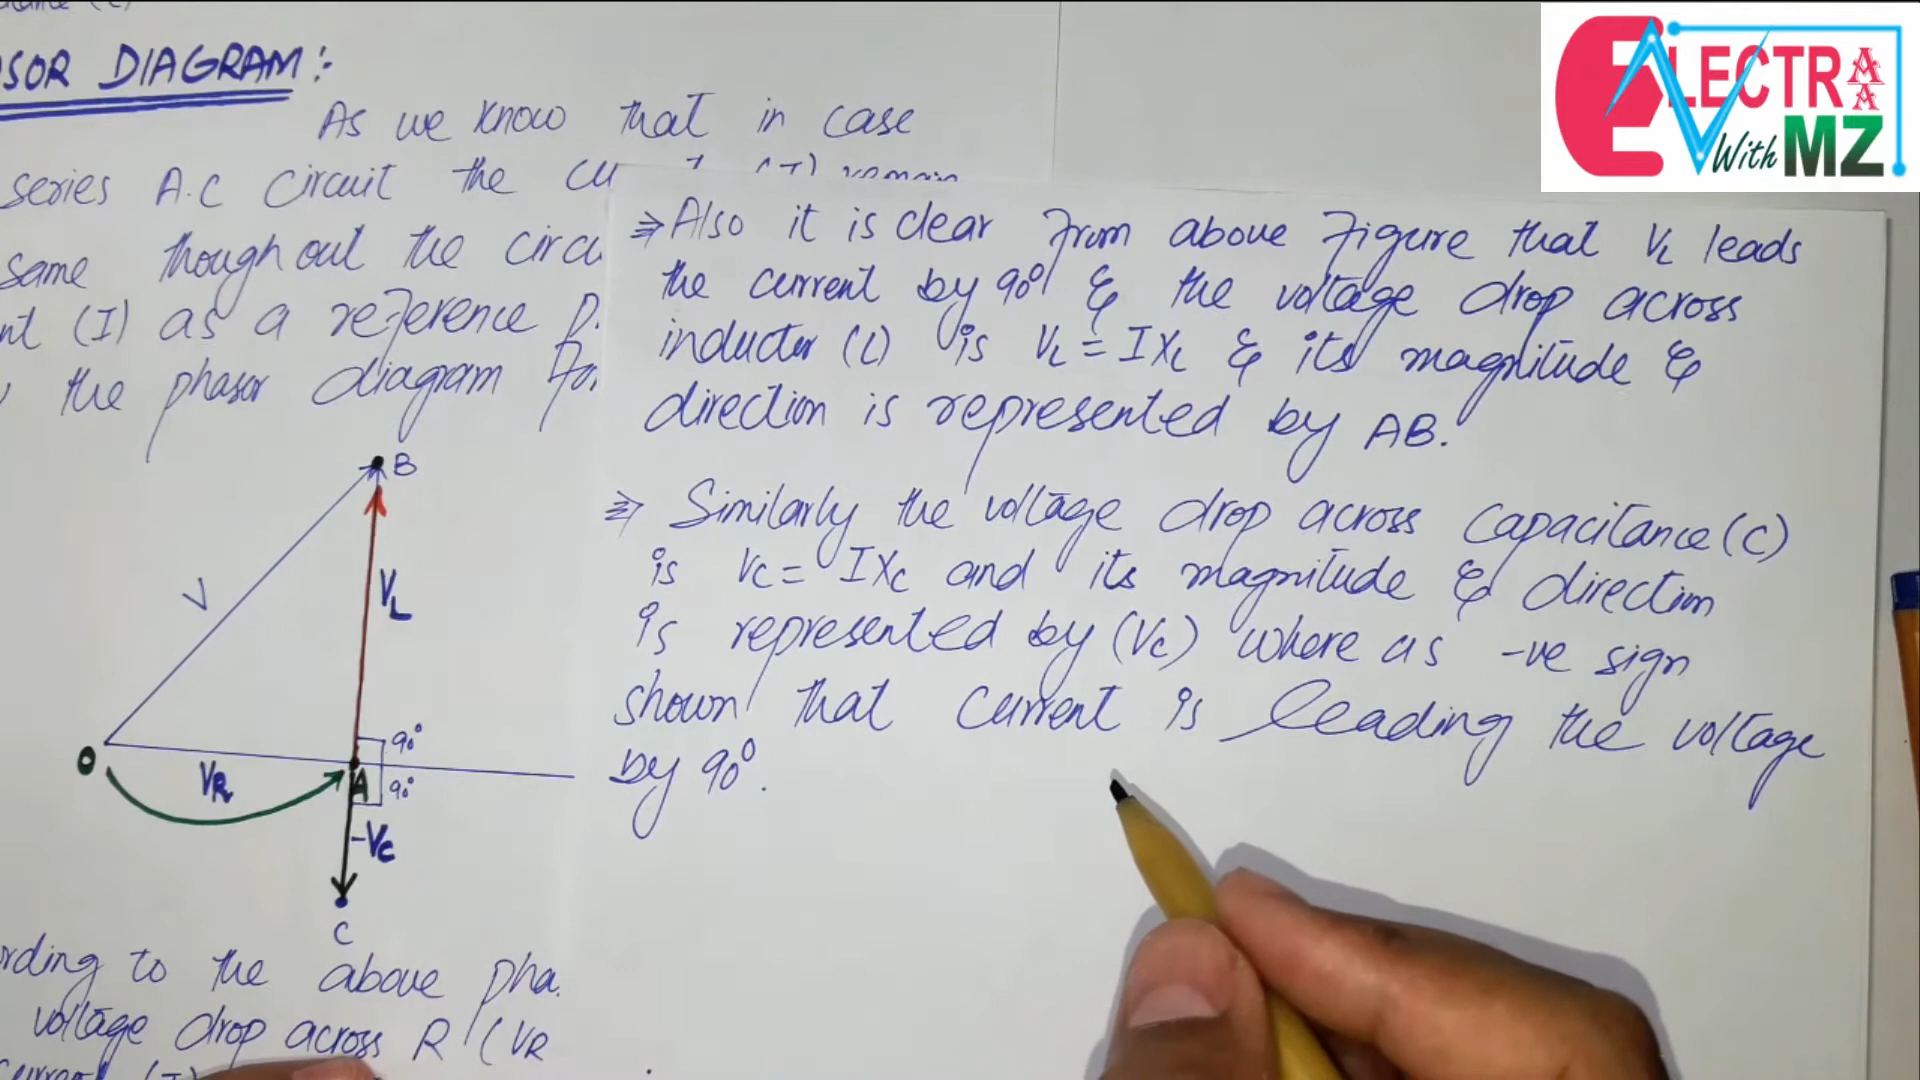 SOR DIAGRAM:-
As we know that in case
series A.C circuit the
same though out the
nt (I) as a reference
the phasor diagram
B
V
VL
90°
O
VR
A
90°
-VC
C
rding to the above
voltage drop across R (VR
ELECTRA
With MZ
⇛ Also it is clear from above Figure that VL leads
the current by 90° & the voltage drop across
inductor (L) is VL = IXL & its magnitude &
direction is represented by AB.
⇛ Similarly the voltage drop across Capacitance (C)
is VC = IXC and its magnitude & direction
is represented by (VC) where as -ve sign
shown that current is leading the voltage
by 90°.